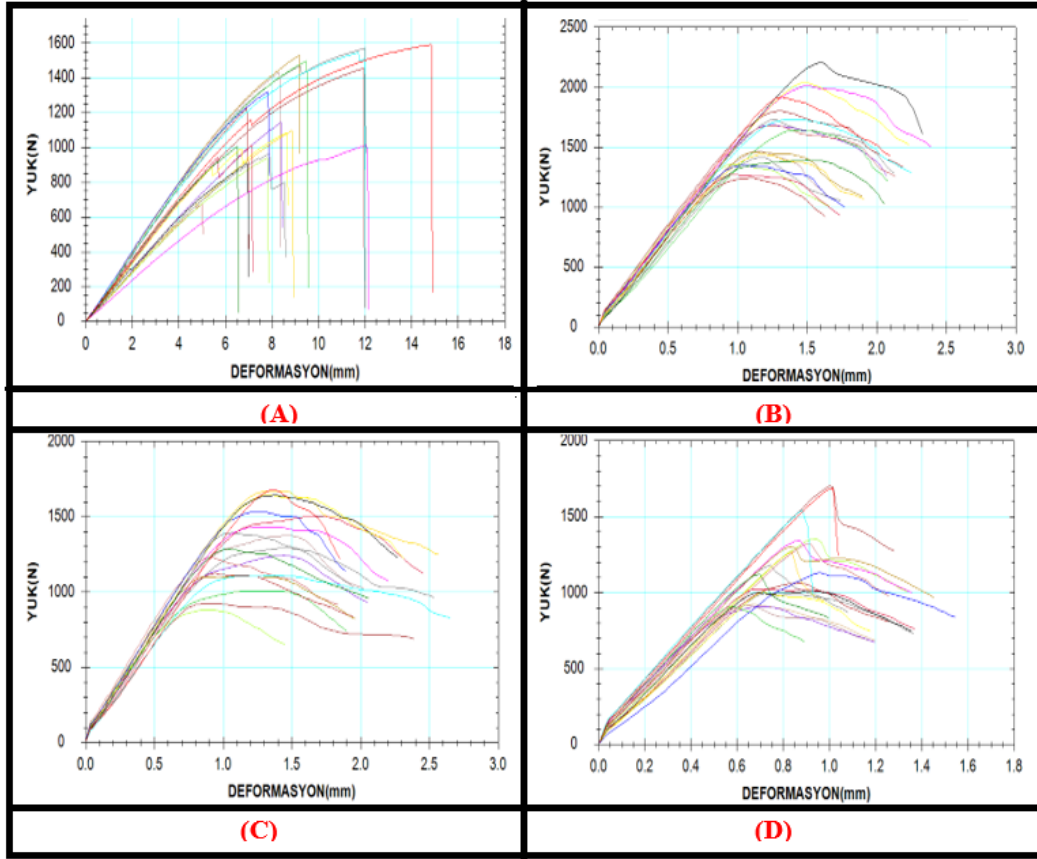 1600
1400
1200
1000
800
600
400
200
0
YUK(N)
0 2 4 6 8 10 12 14 16 18
DEFORMASYON(mm)
(A)
2500
2000
1500
1000
500
0
YUK(N)
0.0 0.5 1.0 1.5 2.0 2.5 3.0
DEFORMASYON(mm)
(B)
2000
1500
1000
500
0
YUK(N)
0.0 0.5 1.0 1.5 2.0 2.5 3.0
DEFORMASYON(mm)
(C)
2000
1500
1000
500
0
YUK(N)
0.0 0.2 0.4 0.6 0.8 1.0 1.2 1.4 1.6 1.8
DEFORMASYON(mm)
(D)